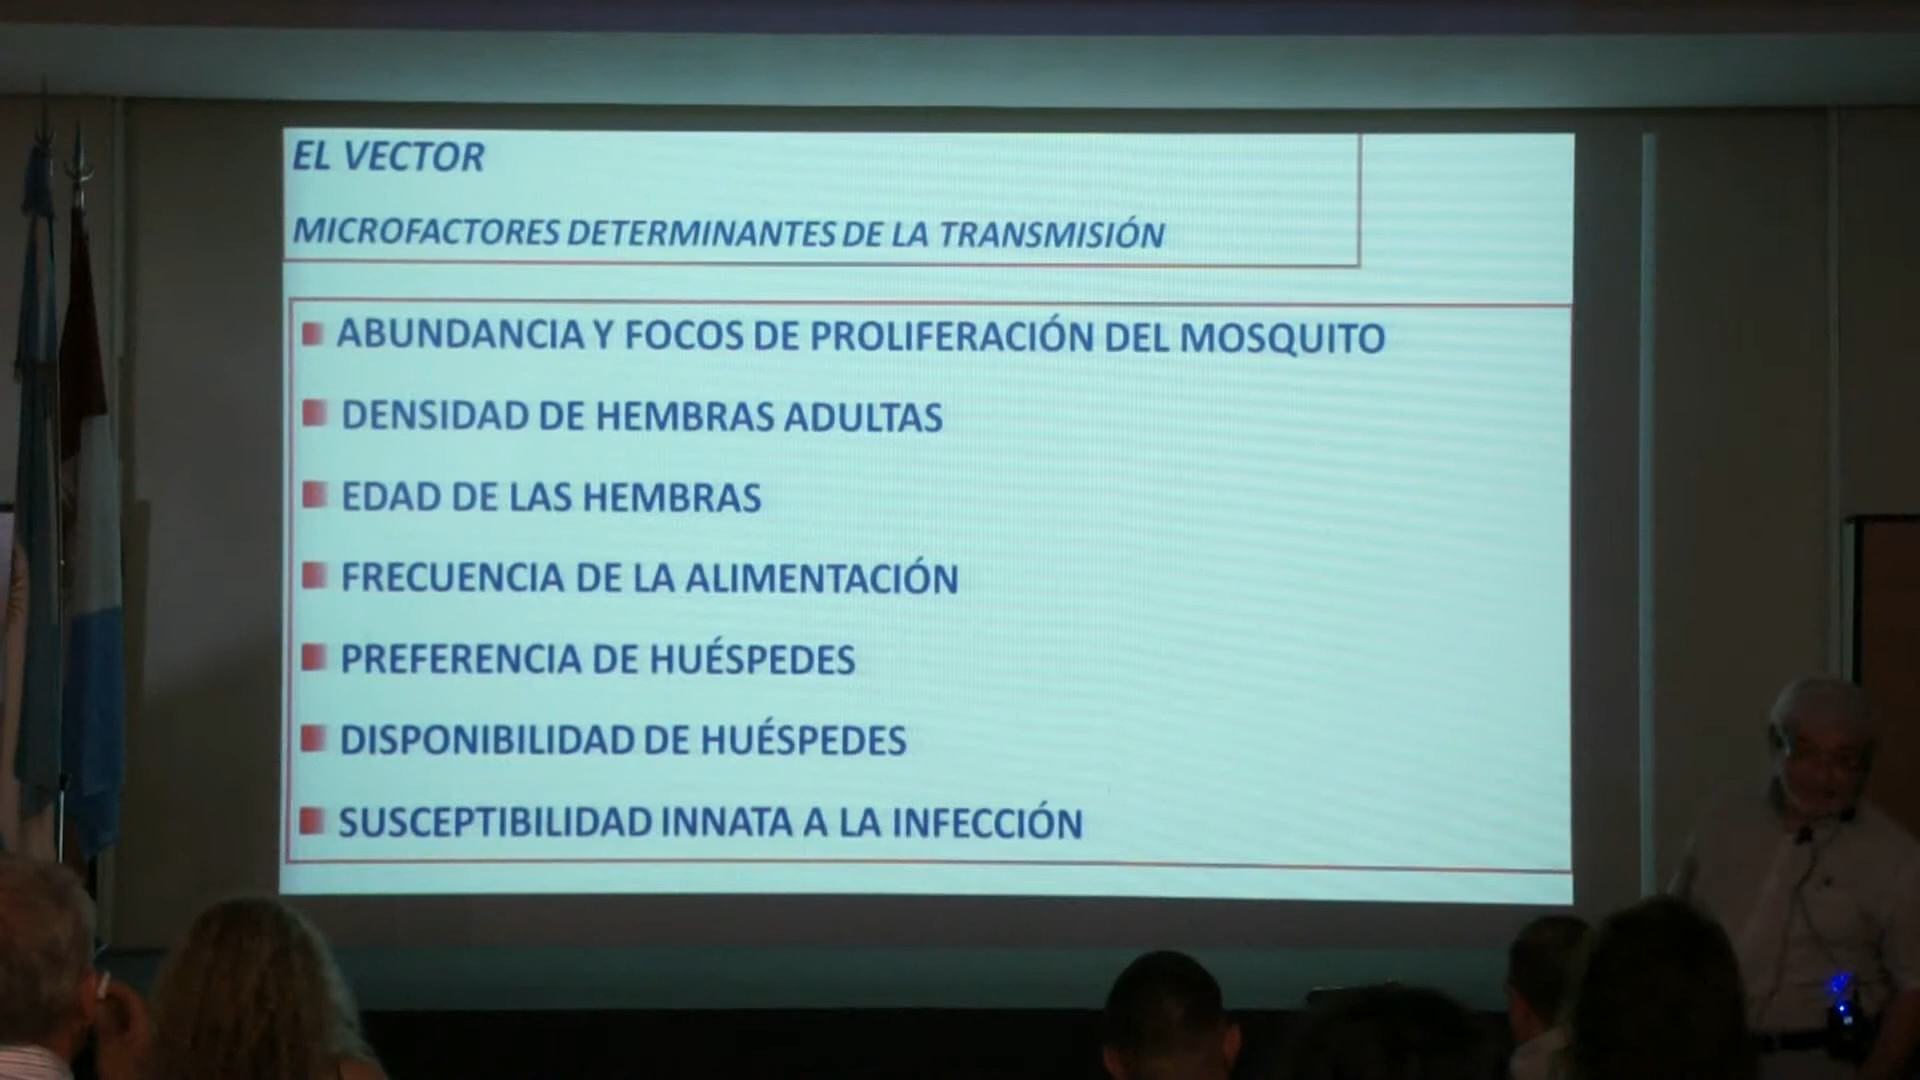 EL VECTOR
MICROFACTORES DETERMINANTES DE LA TRANSMISIÓN
ABUNDANCIA Y FOCOS DE PROLIFERACIÓN DEL MOSQUITO
DENSIDAD DE HEMBRAS ADULTAS
EDAD DE LAS HEMBRAS
FRECUENCIA DE LA ALIMENTACIÓN
PREFERENCIA DE HUÉSPEDES
DISPONIBILIDAD DE HUÉSPEDES
SUSCEPTIBILIDAD INNATA A LA INFECCIÓN